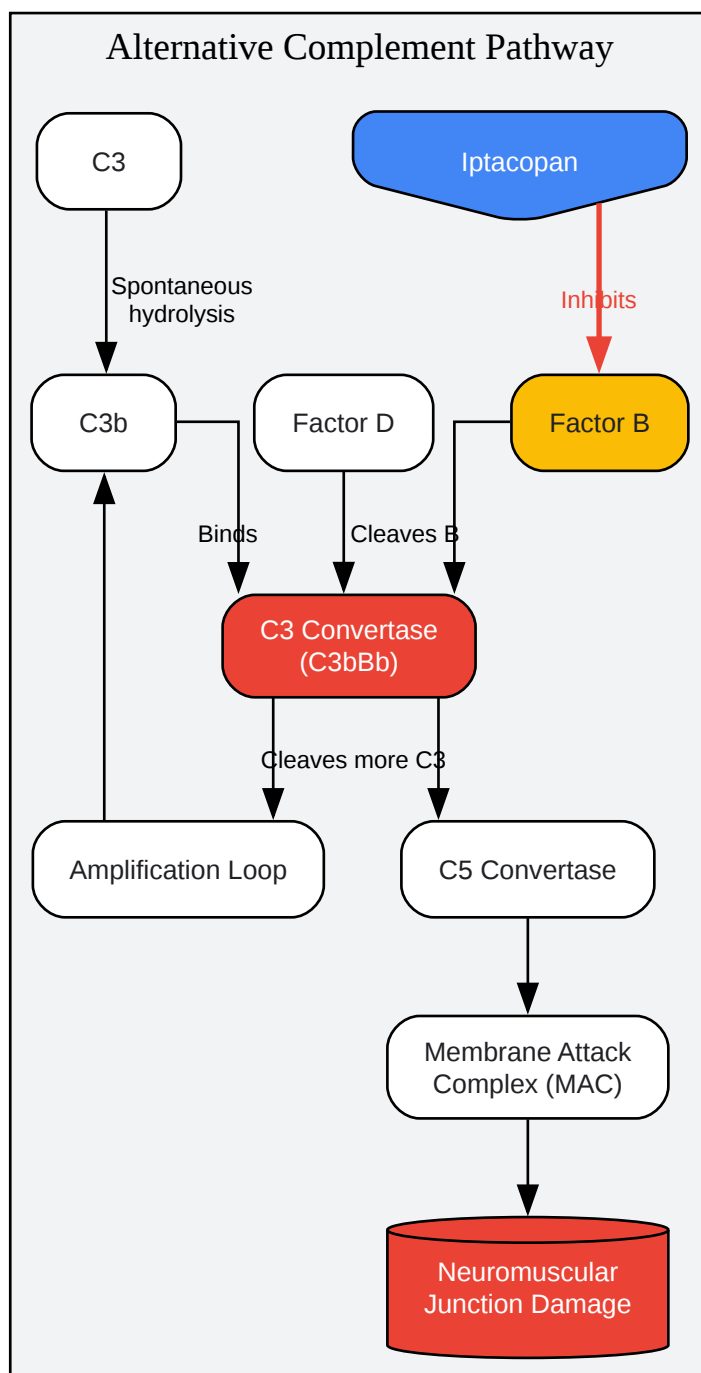 Alternative Complement Pathway
C3
Iptacopan
Spontaneous
hydrolysis
Inhibits
C3b
Factor D
Factor B
Binds
Cleaves B
C3 Convertase
(C3bBb)
Cleaves more C3
Amplification Loop
C5 Convertase
Membrane Attack
Complex (MAC)
Neuromuscular
Junction Damage